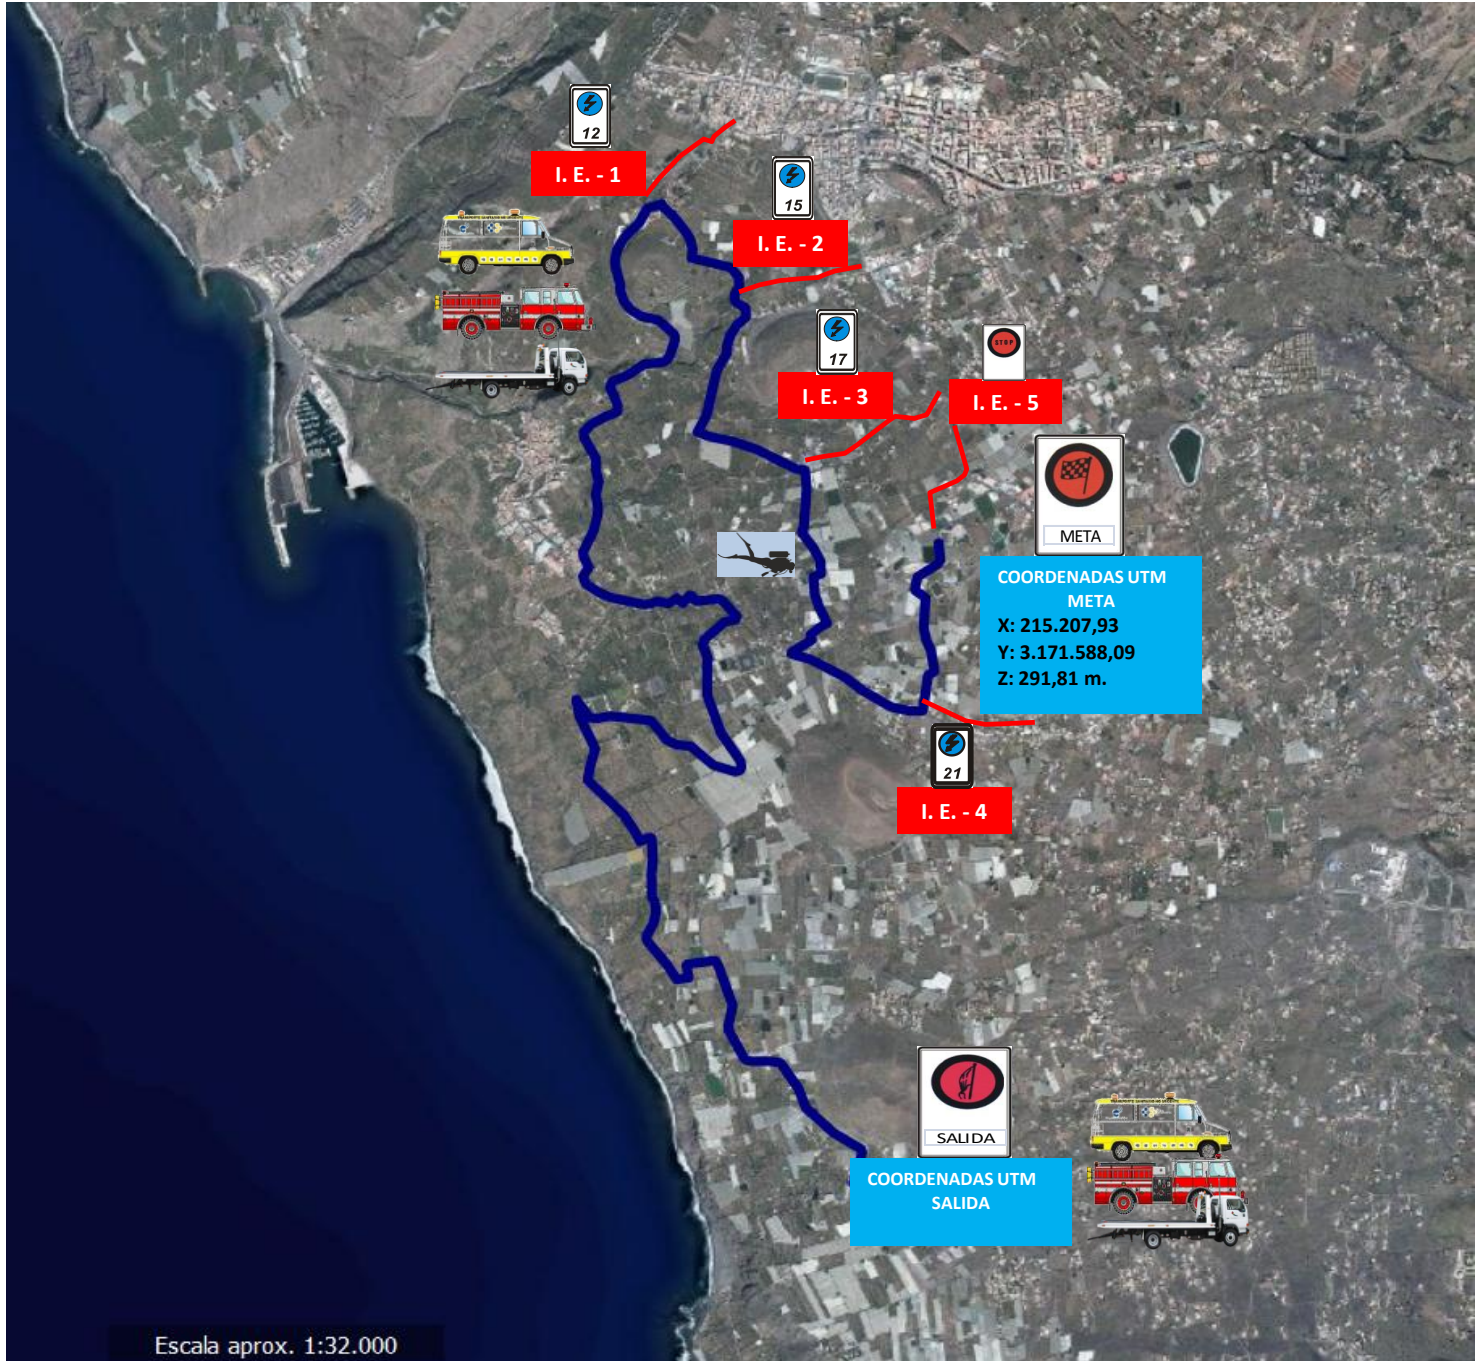 12
I. E. - 1
15
I. E. - 2
17
I. E. - 3
STOP
I. E. - 5
META
COORDENADAS UTM
META
X: 215.207,93
Y: 3.171.588,09
Z: 291,81 m.
21
I. E. - 4
SALIDA
COORDENADAS UTM
SALIDA
Escala aprox. 1:32.000